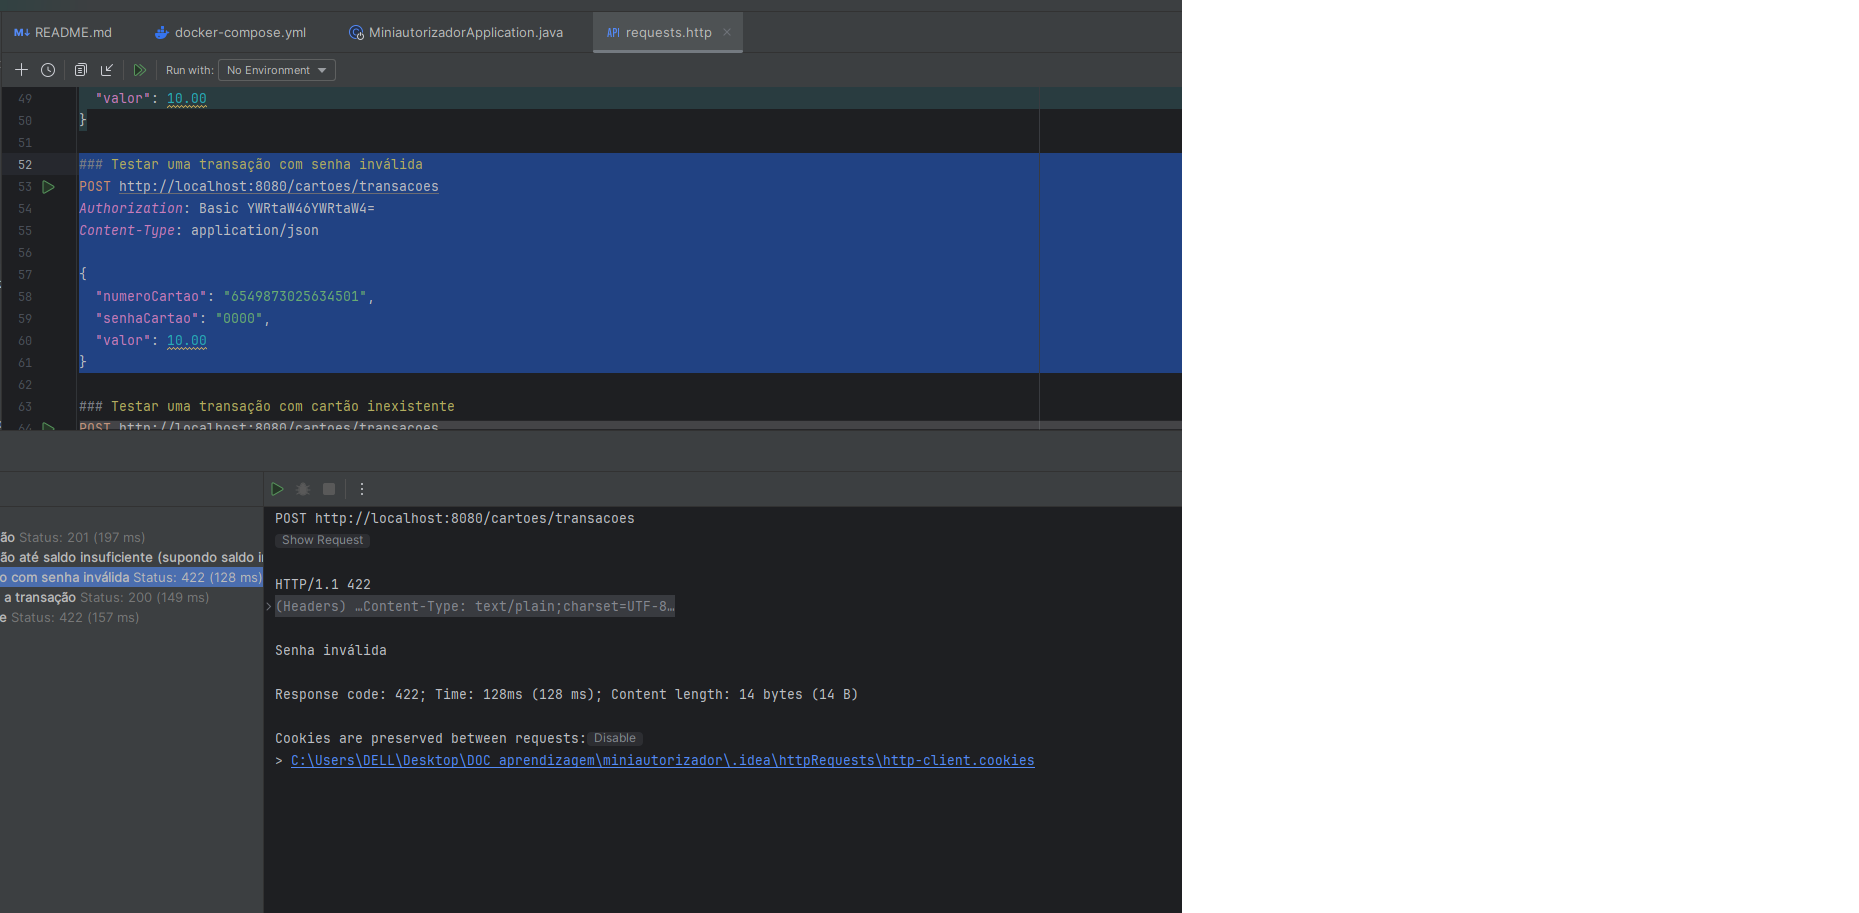 README.md docker-compose.yml MiniautorizadorApplication.java API requests.http
Run with: No Environment
49 "valor": 10.00
50 }
51
52 ### Testar uma transação com senha inválida
53 POST http://localhost:8080/cartoes/transacoes
54 Authorization: Basic YWRtaW46YWRtaW4=
55 Content-Type: application/json
56
57 {
58 "numeroCartao": "6549873025634501",
59 "senhaCartao": "0000",
60 "valor": 10.00
61 }
62
63 ### Testar uma transação com cartão inexistente
64 POST http://localhost:8080/cartoes/transacoes
ão Status: 201 (197 ms)
ão até saldo insuficiente (supondo saldo i
o com senha inválida Status: 422 (128 ms)
a transação Status: 200 (149 ms)
e Status: 422 (157 ms)
POST http://localhost:8080/cartoes/transacoes
Show Request
HTTP/1.1 422
(Headers) …Content-Type: text/plain;charset=UTF-8…
Senha inválida
Response code: 422; Time: 128ms (128 ms); Content length: 14 bytes (14 B)
Cookies are preserved between requests: Disable
> C:\Users\DELL\Desktop\DOC aprendizagem\miniautorizador\.idea\httpRequests\http-client.cookies